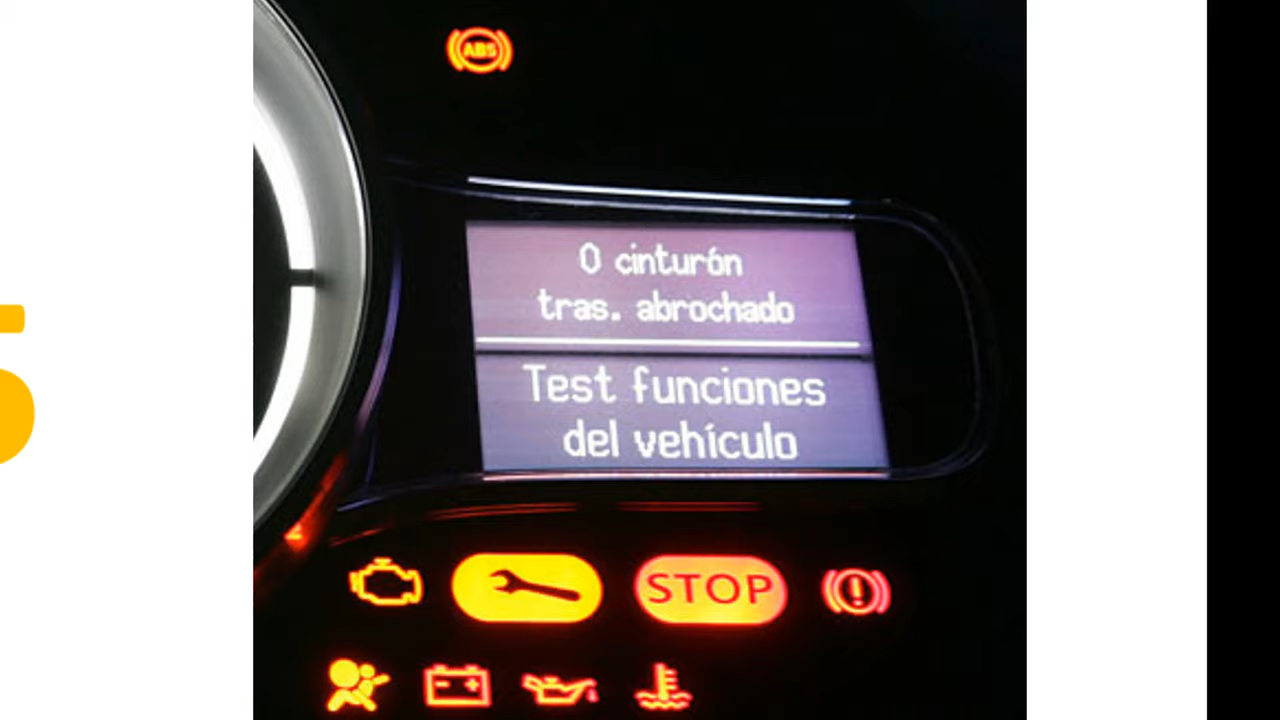 ABS
0 cinturón
tras. abrochado
Test funciones
del vehículo
STOP